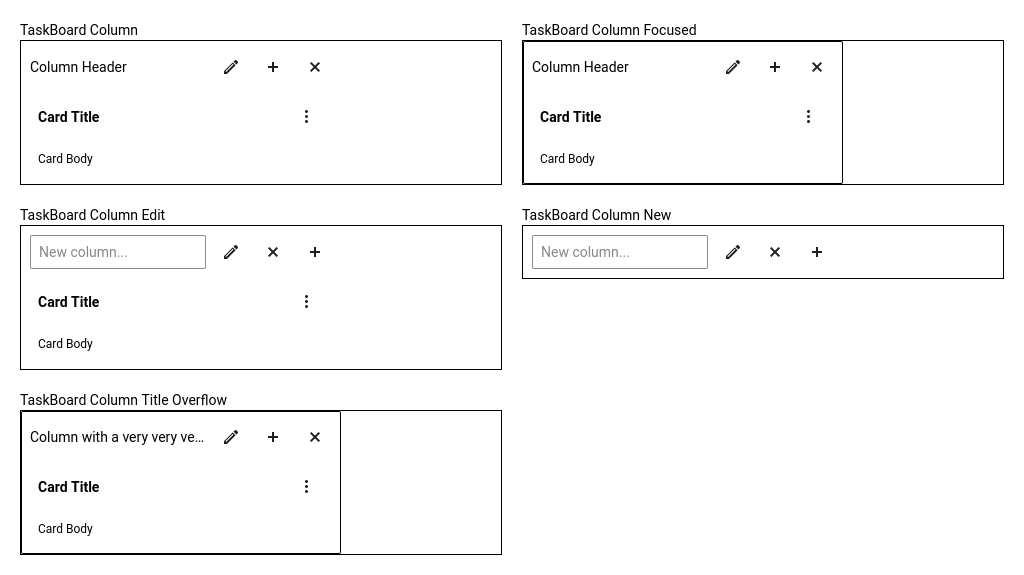 TaskBoard Column
Column Header
Card Title
Card Body
TaskBoard Column Focused
Column Header
Card Title
Card Body
TaskBoard Column Edit
New column...
Card Title
Card Body
TaskBoard Column New
New column...
TaskBoard Column Title Overflow
Column with a very very ve...
Card Title
Card Body